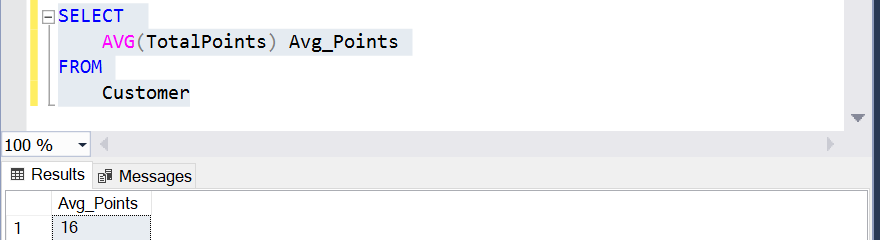 SELECT
AVG(TotalPoints) Avg_Points
FROM
Customer
100 %
Results Messages
Avg_Points
1 16